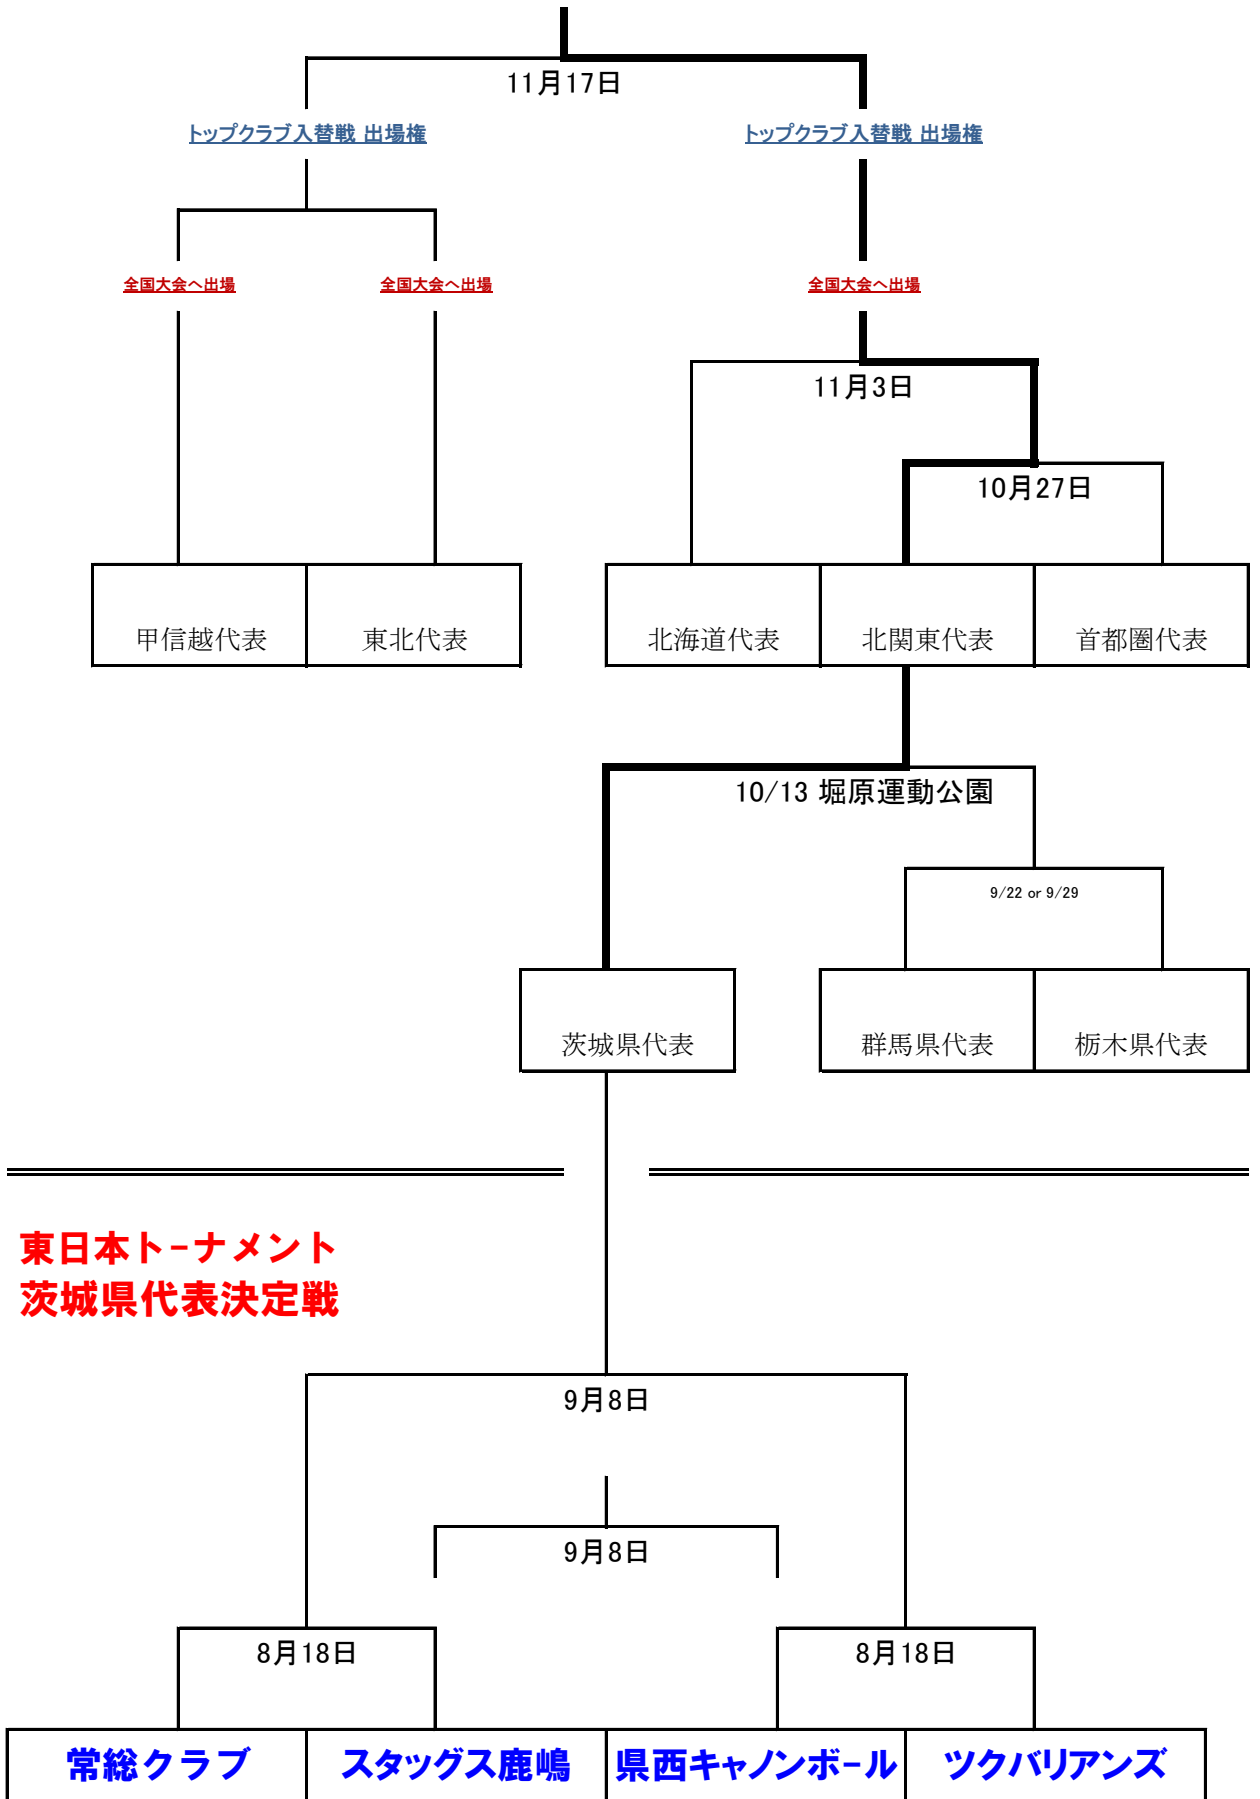 11月17日
トップクラブ入替戦 出場権
トップクラブ入替戦 出場権
全国大会へ出場
全国大会へ出場
全国大会へ出場
11月3日
10月27日
甲信越代表
東北代表
北海道代表
北関東代表
首都圏代表
10/13 堀原運動公園
9/22 or 9/29
茨城県代表
群馬県代表
栃木県代表
東日本ト-ナメント
茨城県代表決定戦
9月8日
9月8日
8月18日
8月18日
常総クラブ
スタッグス鹿嶋
県西キャノンボ-ル
ツクバリアンズ